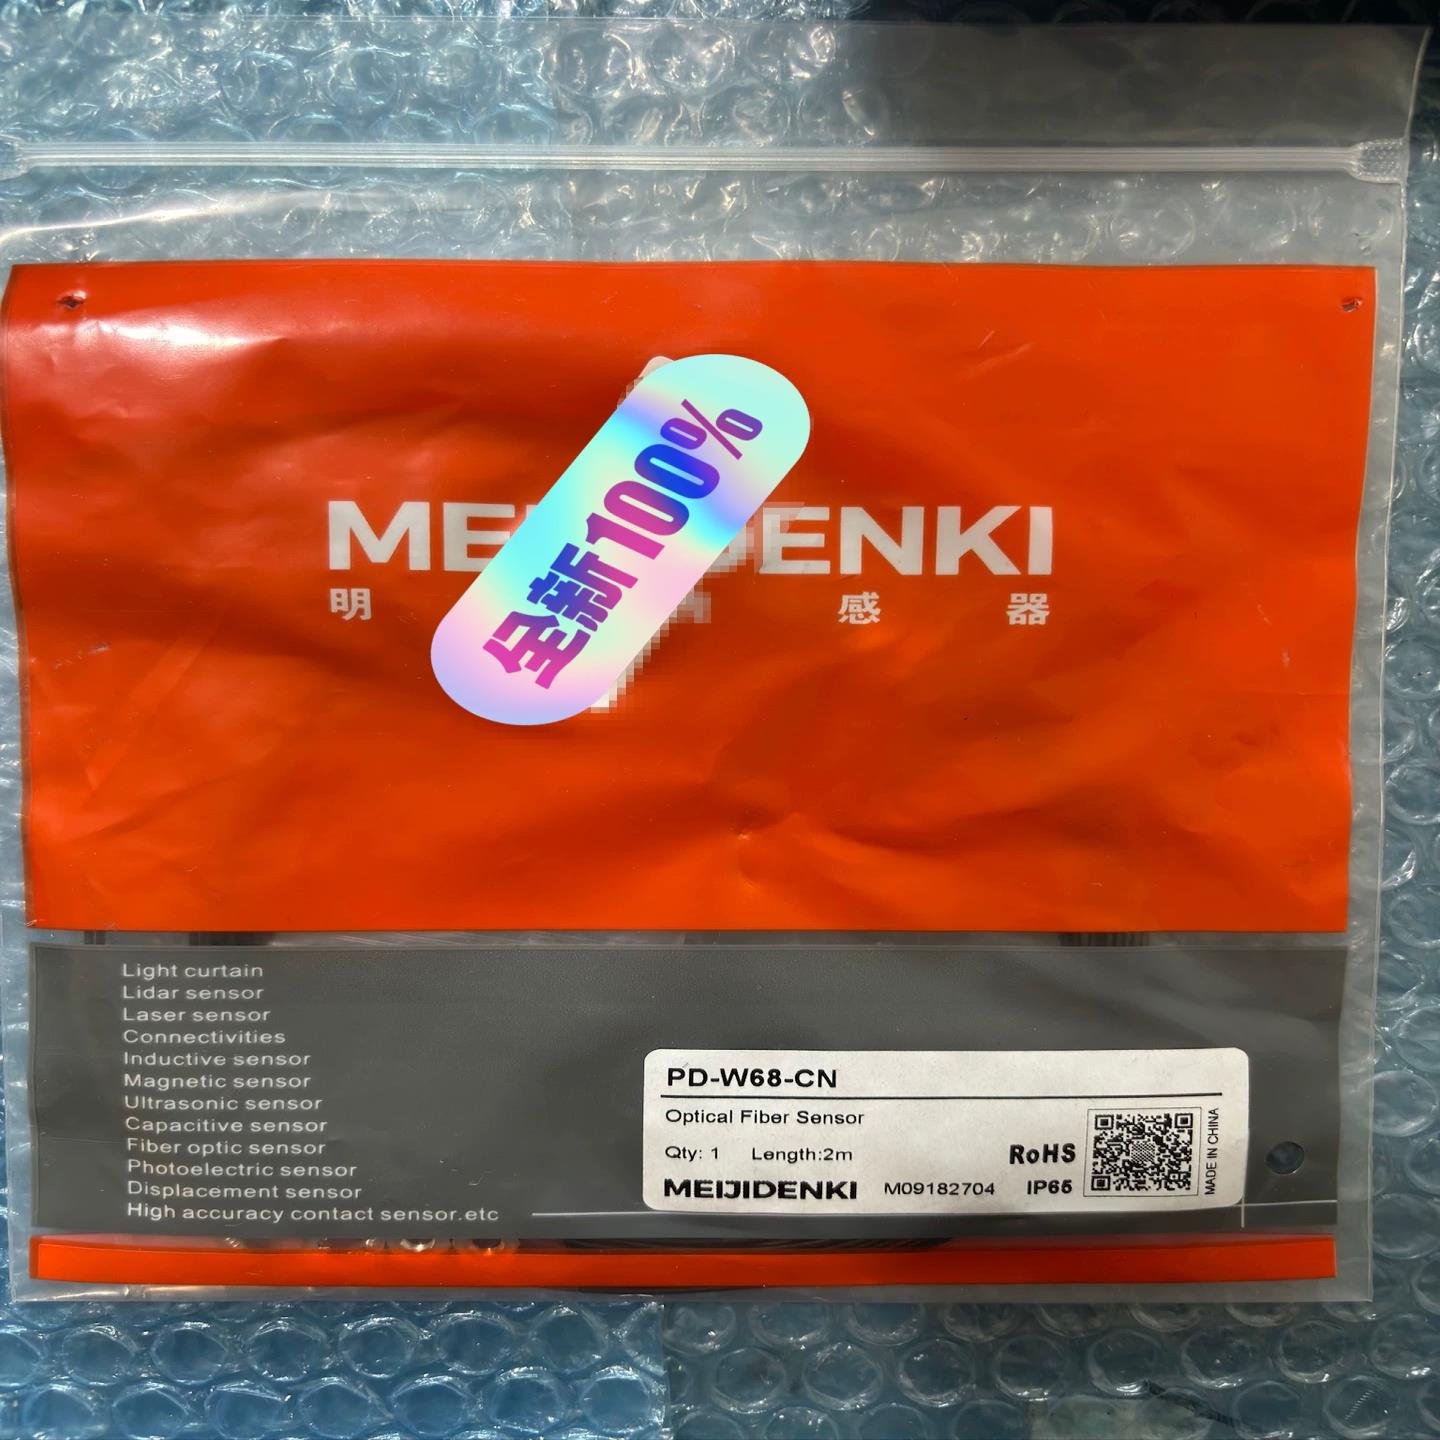 全新100%
MEIJIDENKI
明 感 器
Light curtain
Lidar sensor
Laser sensor
Connectivities
Inductive sensor
Magnetic sensor
Ultrasonic sensor
Capacitive sensor
Fiber optic sensor
Photoelectric sensor
Displacement sensor
High accuracy contact sensor.etc
PD-W68-CN
Optical Fiber Sensor
Qty: 1 Length:2m
RoHS
MEIJIDENKI M09182704 IP65
MADE IN CHINA